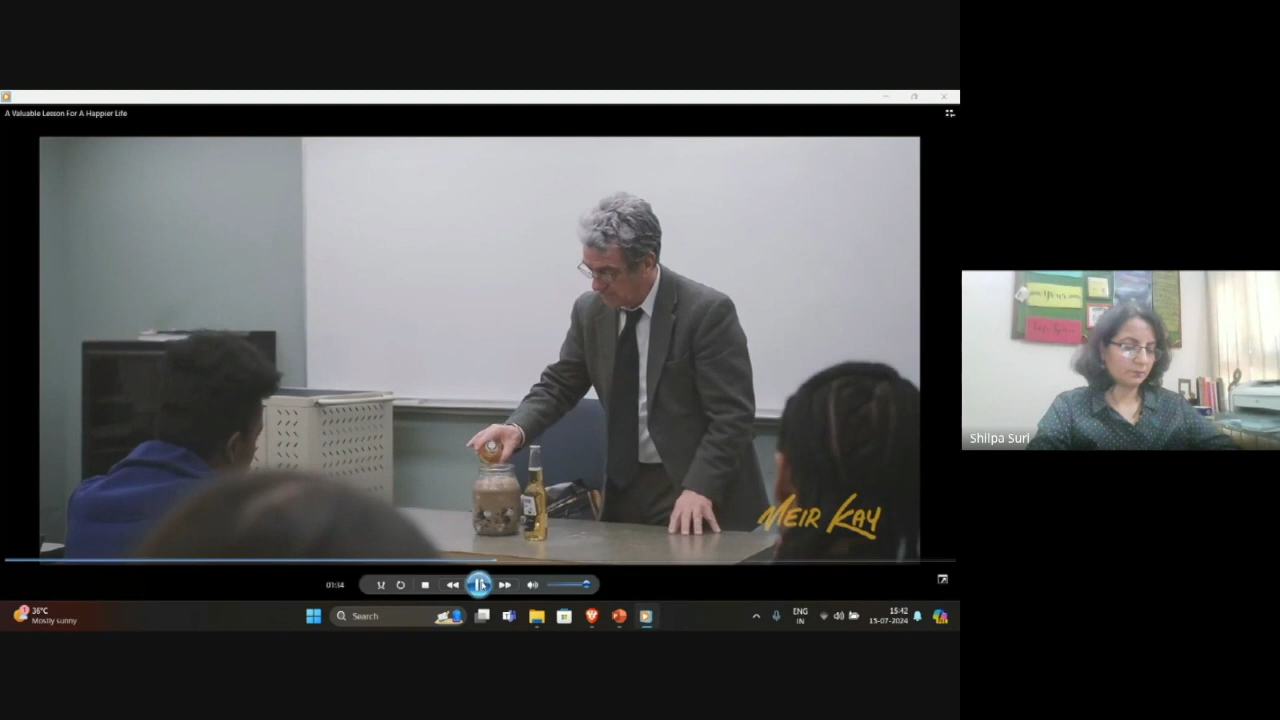 A Valuable Lesson For A Happier Life
MEIR KAY
01:34
36°C
Mostly sunny
Search
ENG
IN
15:42
15-07-2024
Shilpa Suri